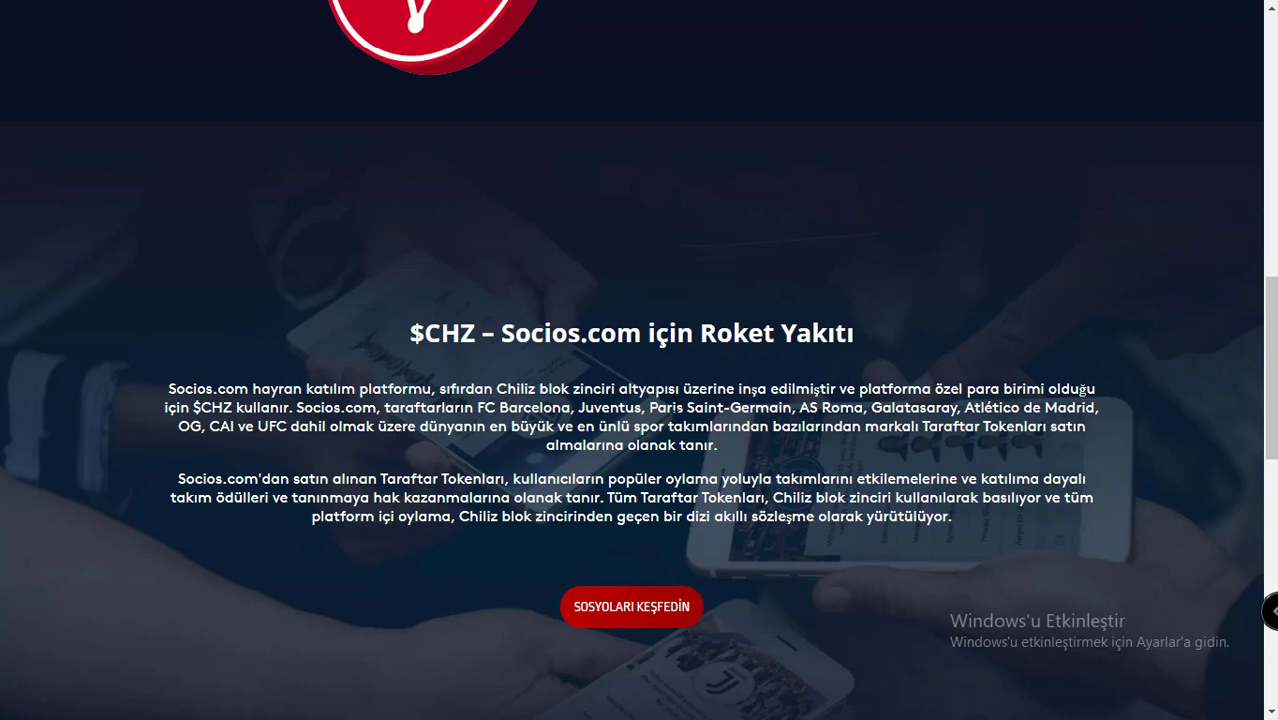 $CHZ – Socios.com için Roket Yakıtı
Socios.com hayran katılım platformu, sıfırdan Chiliz blok zinciri altyapısı üzerine inşa edilmiştir ve platforma özel para birimi olduğu
için $CHZ kullanır. Socios.com, taraftarların FC Barcelona, Juventus, Paris Saint-Germain, AS Roma, Galatasaray, Atlético de Madrid,
OG, CAI ve UFC dahil olmak üzere dünyanın en büyük ve en ünlü spor takımlarından bazılarından markalı Taraftar Tokenları satın
almalarına olanak tanır.
Socios.com'dan satın alınan Taraftar Tokenları, kullanıcıların popüler oylama yoluyla takımlarını etkilemelerine ve katılıma dayalı
takım ödülleri ve tanınmaya hak kazanmalarına olanak tanır. Tüm Taraftar Tokenları, Chiliz blok zinciri kullanılarak basılıyor ve tüm
platform içi oylama, Chiliz blok zincirinden geçen bir dizi akıllı sözleşme olarak yürütülüyor.
SOSYOLARI KEŞFEDİN
Windows'u Etkinleştir
Windows'u etkinleştirmek için Ayarlar'a gidin.